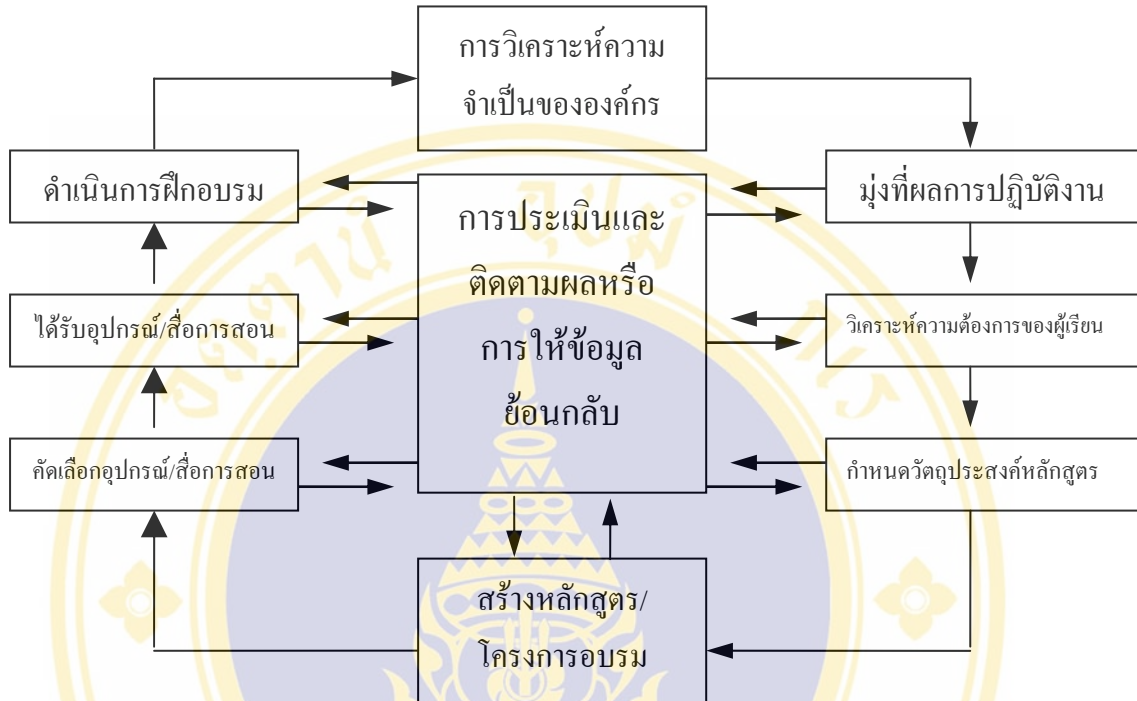 การวิเคราะห์ความ
จำเป็นขององค์กร
ดำเนินการฝึกอบรม
มุ่งที่ผลการปฏิบัติงาน
การประเมินและ
ติดตามผลหรือ
การให้ข้อมูล
ย้อนกลับ
ได้รับอุปกรณ์/สื่อการสอน
วิเคราะห์ความต้องการของผู้เรียน
คัดเลือกอุปกรณ์/สื่อการสอน
กำหนดวัตถุประสงค์หลักสูตร
สร้างหลักสูตร/
โครงการอบรม